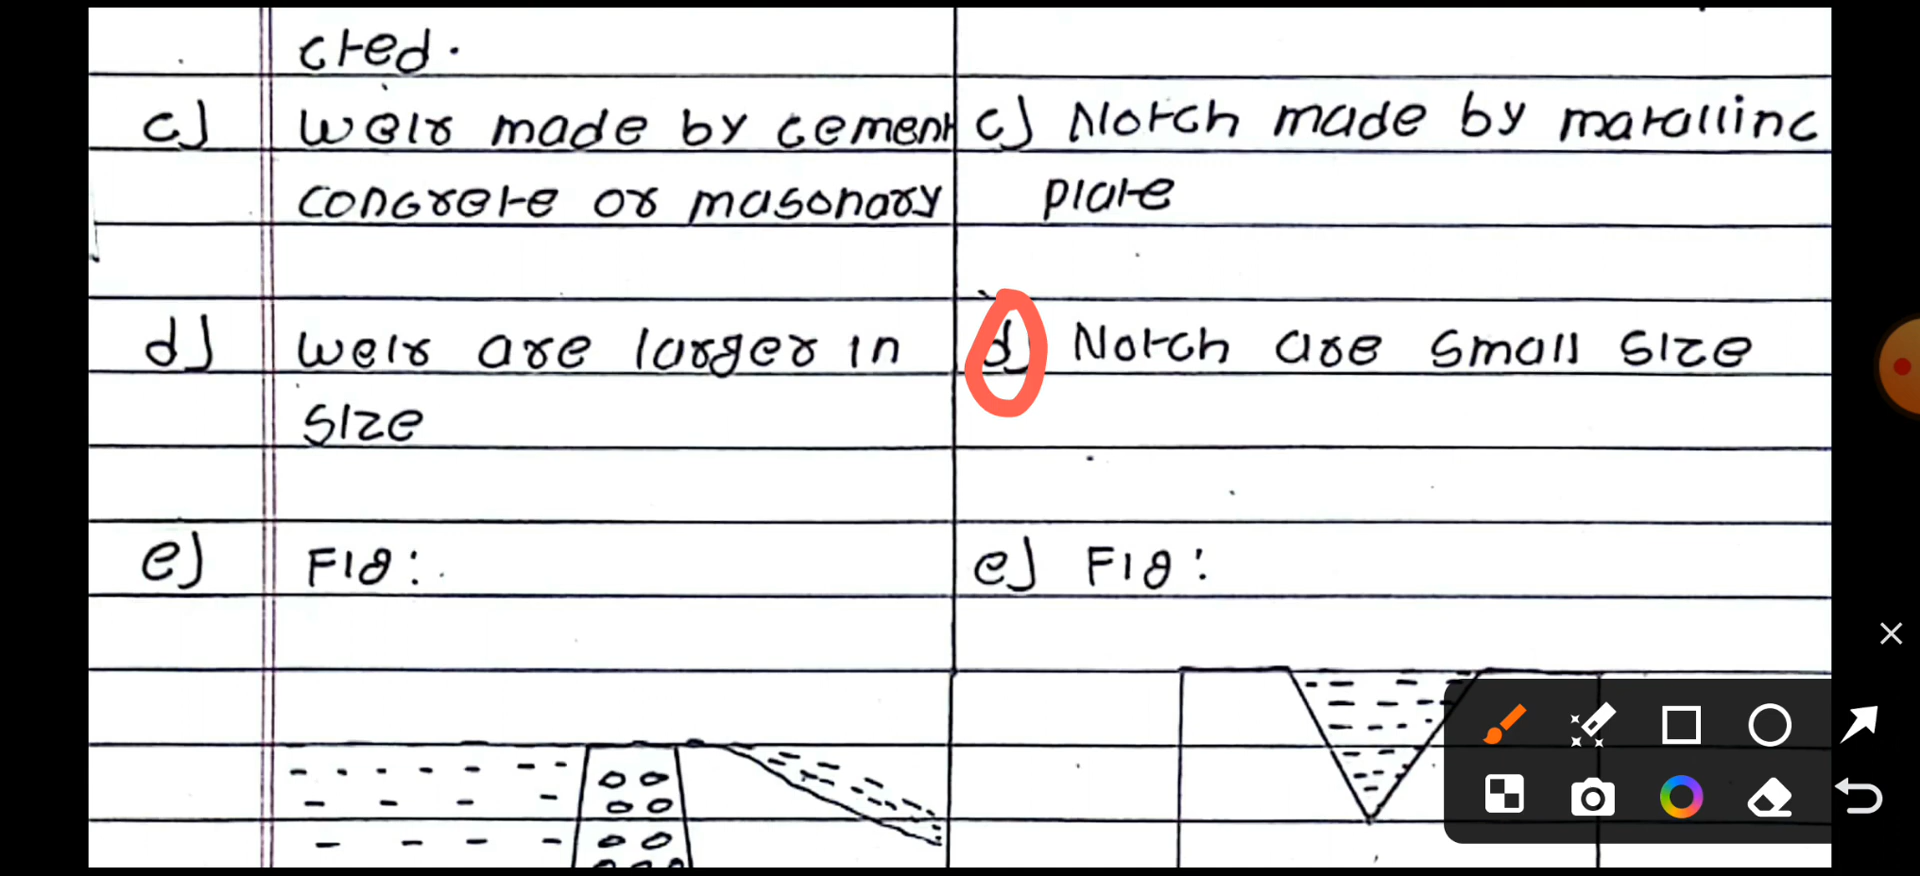 cted.
c) Weir made by cement
concrete or masonary
d) Weir are larger in
size
e) Fig:
c) Notch made by matallinc
plate
d) Notch are small size
e) Fig: